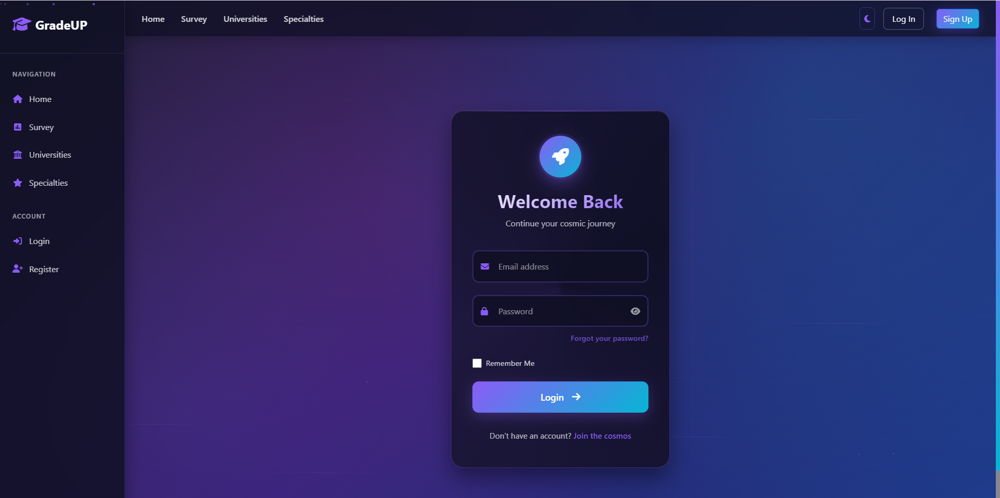 GradeUP
Home Survey Universities Specialties
Log In
Sign Up
NAVIGATION
Home
Survey
Universities
Specialties
ACCOUNT
Login
Register
Welcome Back
Continue your cosmic journey
Email address
Password
Forgot your password?
Remember Me
Login
Don't have an account? Join the cosmos